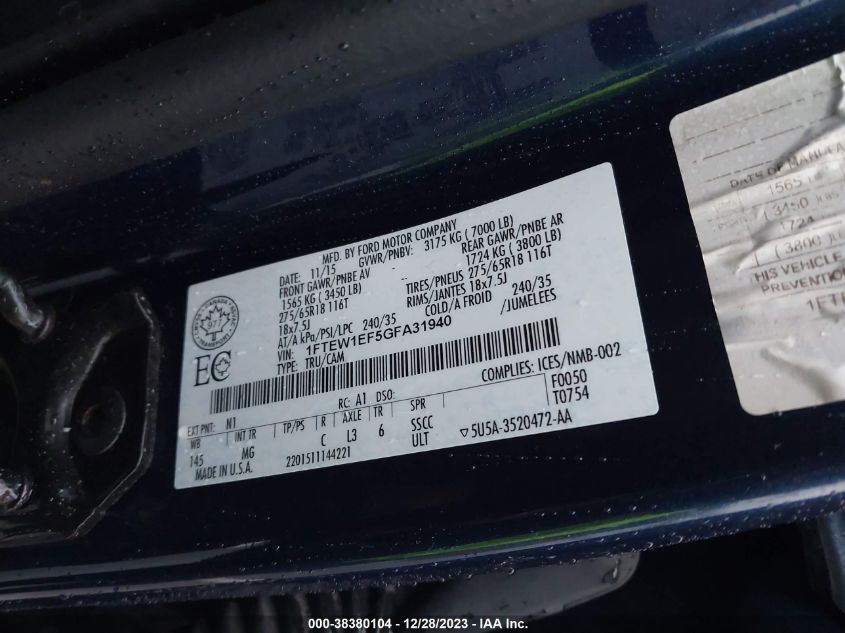 MFD. BY FORD MOTOR COMPANY
DATE: 11/15 GVWR/PNBV: 3175 KG ( 7000 LB)
FRONT GAWR/PNBE AV REAR GAWR/PNBE AR
1565 KG ( 3450 LB) 1724 KG ( 3800 LB)
275/65R18 116T TIRES/PNEUS 275/65R18 116T
18x7.5J RIMS/JANTES 18x7.5J
AT/A kPa/PSI/LPC 240/35 COLD/A FROID 240/35
VIN: 1FTEW1EF5GFA31940 /JUMELEES
TYPE: TRU/CAM
CANADA
977
EC
COMPLIES: ICES/NMB-002
RC: A1 DSO: F0050
EXT PNT: N1 T0754
WB INT TR TP/PS R AXLE TR SPR
145 MG C L3 6 SSCC
ULT
▽5U5A-3520472-AA
MADE IN U.S.A. 2201511144221
DATE OF
1565
(3450
1724
(3800
HIS VEHICLE
PREVENTION
000-38380104 - 12/28/2023 - IAA Inc.